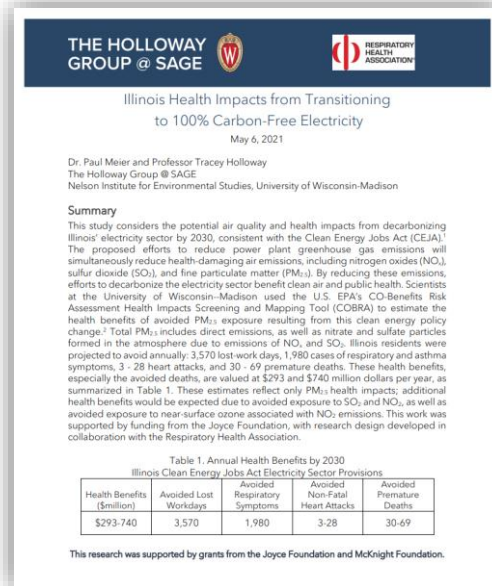 THE HOLLOWAY
GROUP @ SAGE
W
RESPIRATORY
HEALTH
ASSOCIATION
Illinois Health Impacts from Transitioning
to 100% Carbon-Free Electricity
May 6, 2021
Dr. Paul Meier and Professor Tracey Holloway
The Holloway Group @ SAGE
Nelson Institute for Environmental Studies, University of Wisconsin-Madison
Summary
This study considers the potential air quality and health impacts from decarbonizing
Illinois' electricity sector by 2030, consistent with the Clean Energy Jobs Act (CEJA).¹
The proposed efforts to reduce power plant greenhouse gas emissions will
simultaneously reduce health-damaging air emissions, including nitrogen oxides (NOₓ),
sulfur dioxide (SO₂), and fine particulate matter (PM₂.₅). By reducing these emissions,
efforts to decarbonize the electricity sector benefit clean air and public health. Scientists
at the University of Wisconsin–Madison used the U.S. EPA's CO-Benefits Risk
Assessment Health Impacts Screening and Mapping Tool (COBRA) to estimate the
health benefits of avoided PM₂.₅ exposure resulting from this clean energy policy
change.² Total PM₂.₅ includes direct emissions, as well as nitrate and sulfate particles
formed in the atmosphere due to emissions of NOₓ and SO₂. Illinois residents were
projected to avoid annually: 3,570 lost-work days, 1,980 cases of respiratory and asthma
symptoms, 3 - 28 heart attacks, and 30 - 69 premature deaths. These health benefits,
especially the avoided deaths, are valued at $293 and $740 million dollars per year, as
summarized in Table 1. These estimates reflect only PM₂.₅ health impacts; additional
health benefits would be expected due to avoided exposure to SO₂ and NO₂, as well as
avoided exposure to near-surface ozone associated with NO₂ emissions. This work was
supported by funding from the Joyce Foundation, with research design developed in
collaboration with the Respiratory Health Association.
Table 1. Annual Health Benefits by 2030
Illinois Clean Energy Jobs Act Electricity Sector Provisions
Health Benefits ($million) Avoided Lost Workdays Avoided Respiratory Symptoms Avoided Non-Fatal Heart Attacks Avoided Premature Deaths
$293-740 3,570 1,980 3-28 30-69
This research was supported by grants from the Joyce Foundation and McKnight Foundation.